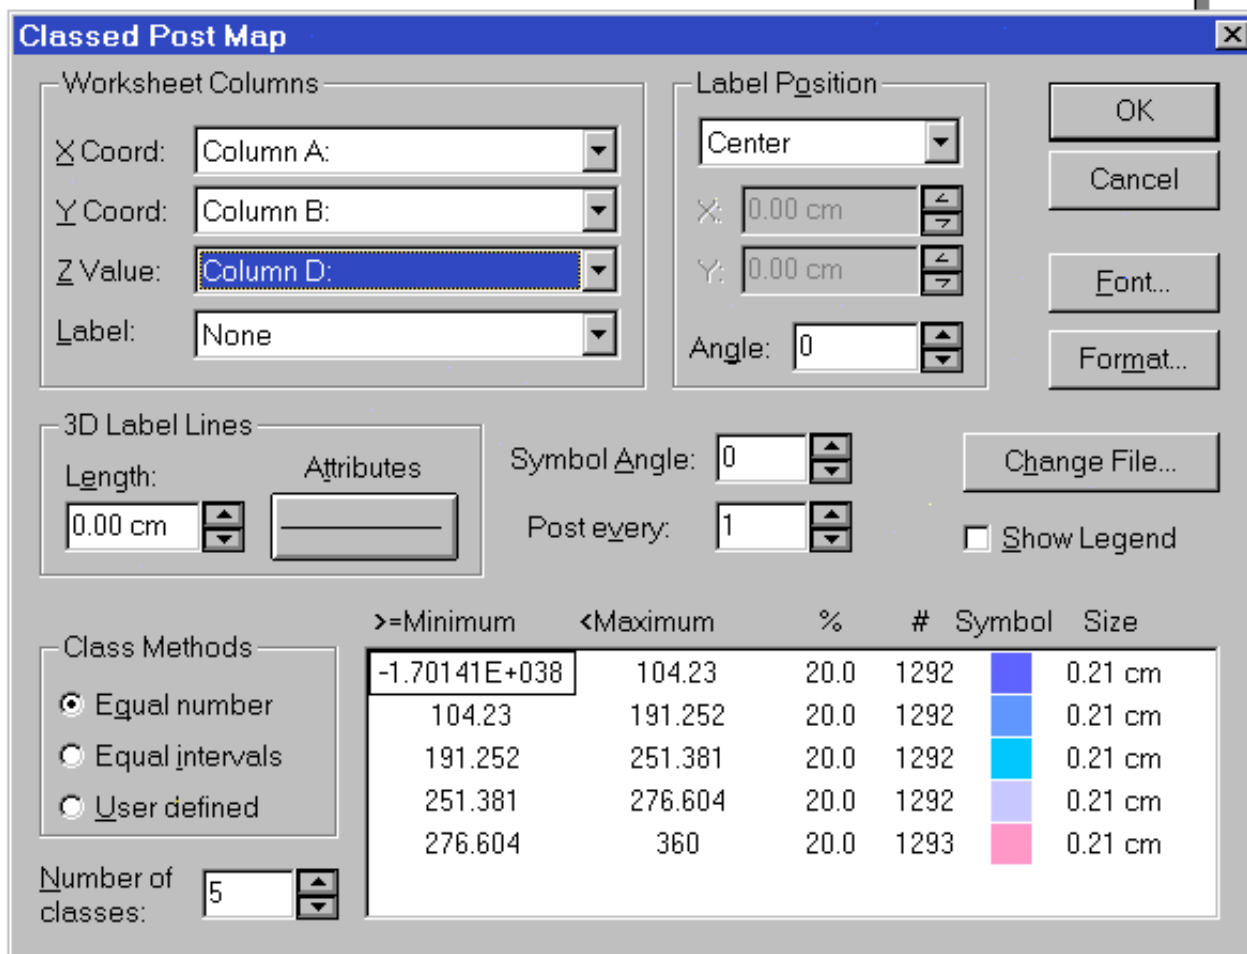 Classed Post Map
Worksheet Columns
X Coord: Column A:
Y Coord: Column B:
Z Value: Column D:
Label: None
Label Position
Center
X: 0.00 cm
Y: 0.00 cm
Angle: 0
OK
Cancel
Font...
Format...
3D Label Lines
Length:
0.00 cm
Attributes
Symbol Angle: 0
Post every: 1
Change File...
Show Legend
Class Methods
Equal number
Equal intervals
User defined
Number of
classes: 5
>=Minimum <Maximum % # Symbol Size
-1.70141E+038 104.23 20.0 1292 0.21 cm
104.23 191.252 20.0 1292 0.21 cm
191.252 251.381 20.0 1292 0.21 cm
251.381 276.604 20.0 1292 0.21 cm
276.604 360 20.0 1293 0.21 cm